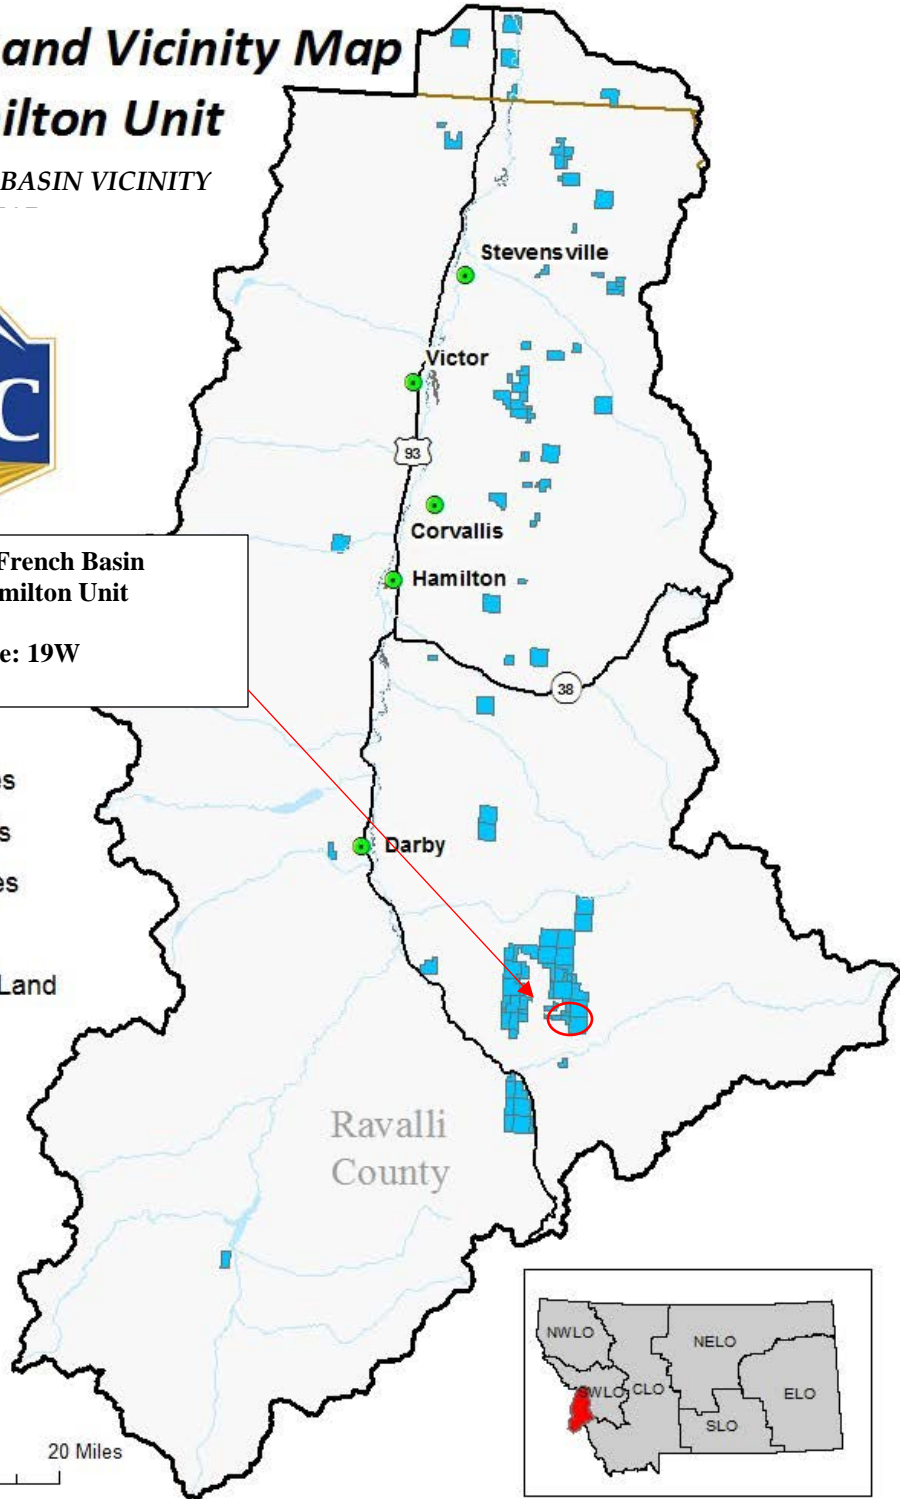 and Vicinity Map
ilton Unit
BASIN VICINITY
C
Stevensville
Victor
93
Corvallis
Hamilton
French Basin
milton Unit
e: 19W
38
es
s
es
Darby
Land
Ravalli
County
20 Miles
NWLO
NELO
SWLO
CLO
ELO
SLO